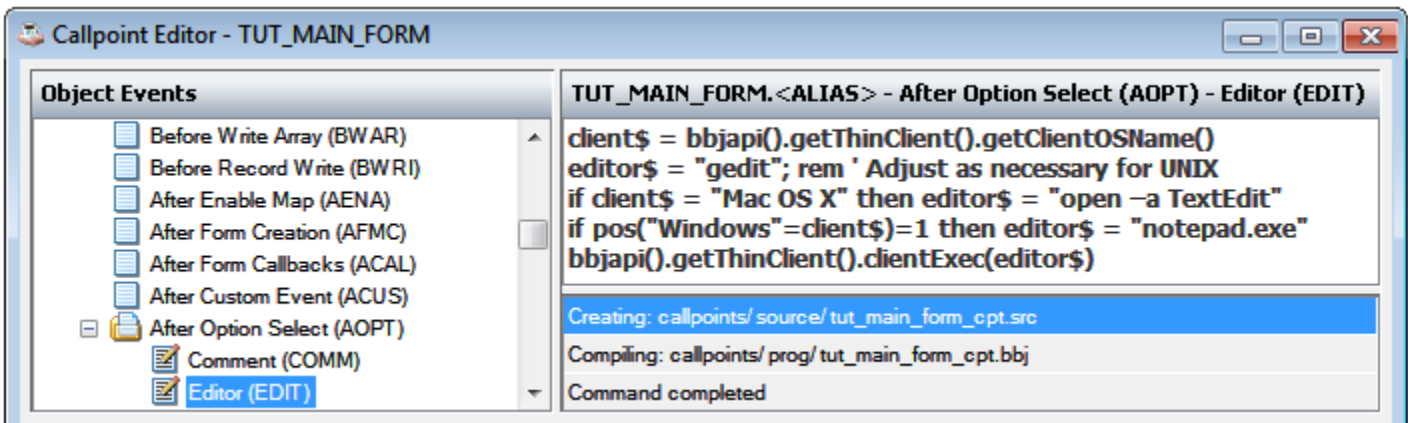 Callpoint Editor - TUT_MAIN_FORM
Object Events
Before Write Array (BWAR)
Before Record Write (BWRI)
After Enable Map (AENA)
After Form Creation (AFMC)
After Form Callbacks (ACAL)
After Custom Event (ACUS)
After Option Select (AOPT)
Comment (COMM)
Editor (EDIT)
TUT_MAIN_FORM.<ALIAS> - After Option Select (AOPT) - Editor (EDIT)
client$ = bbjapi().getThinClient().getClientOSName()
editor$ = "gedit"; rem ' Adjust as necessary for UNIX
if client$ = "Mac OS X" then editor$ = "open –a TextEdit"
if pos("Windows"=client$)=1 then editor$ = "notepad.exe"
bbjapi().getThinClient().clientExec(editor$)
Creating: callpoints/source/tut_main_form_cpt.src
Compiling: callpoints/prog/tut_main_form_cpt.bbj
Command completed